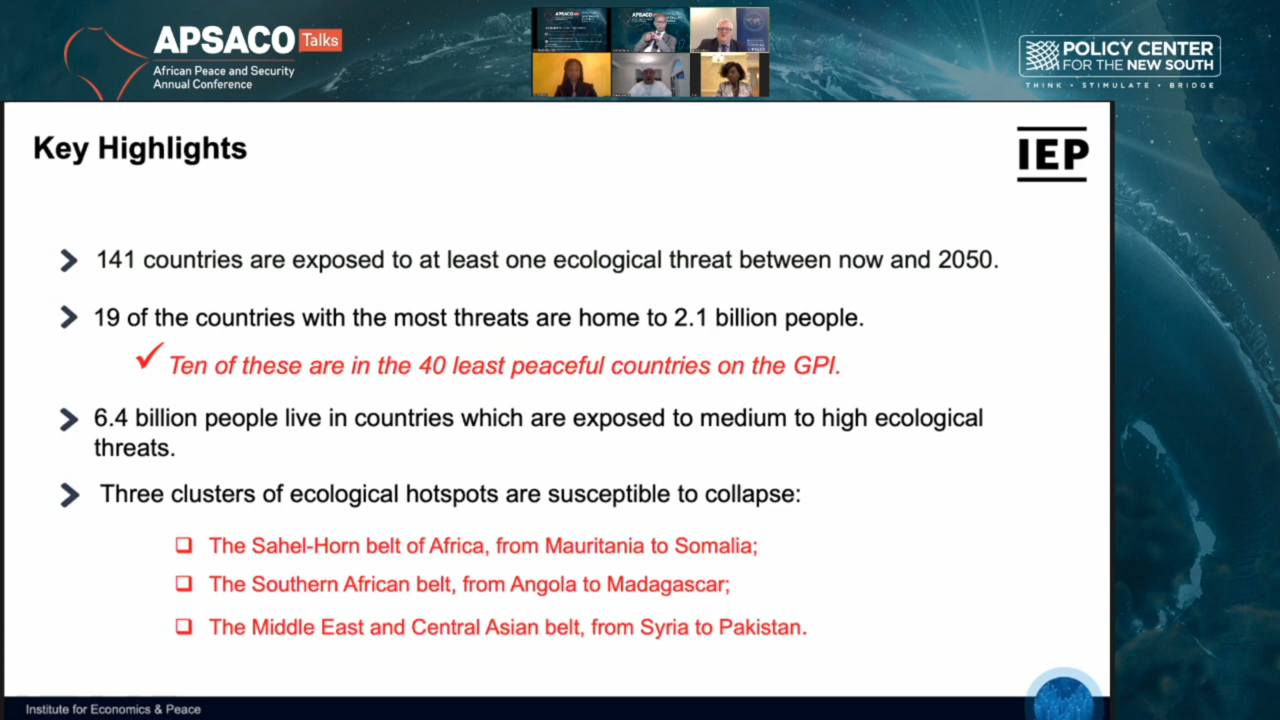 APSACO Talks
African Peace and Security
Annual Conference
POLICY CENTER
FOR THE NEW SOUTH
THINK • STIMULATE • BRIDGE
Key Highlights
IEP
141 countries are exposed to at least one ecological threat between now and 2050.
19 of the countries with the most threats are home to 2.1 billion people.
Ten of these are in the 40 least peaceful countries on the GPI.
6.4 billion people live in countries which are exposed to medium to high ecological
threats.
Three clusters of ecological hotspots are susceptible to collapse:
The Sahel-Horn belt of Africa, from Mauritania to Somalia;
The Southern African belt, from Angola to Madagascar;
The Middle East and Central Asian belt, from Syria to Pakistan.
Institute for Economics & Peace